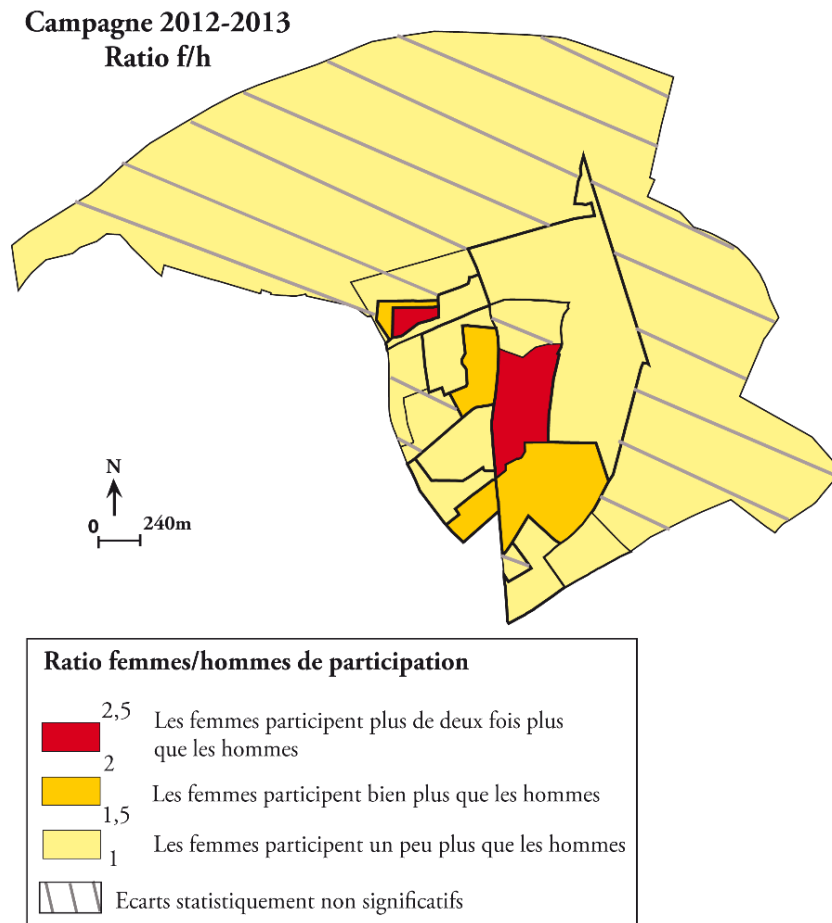 Campagne 2012-2013
Ratio f/h
N
0 240m
Ratio femmes/hommes de participation
2,5
Les femmes participent plus de deux fois plus
que les hommes
2
Les femmes participent bien plus que les hommes
1,5
Les femmes participent un peu plus que les hommes
1
Ecarts statistiquement non significatifs